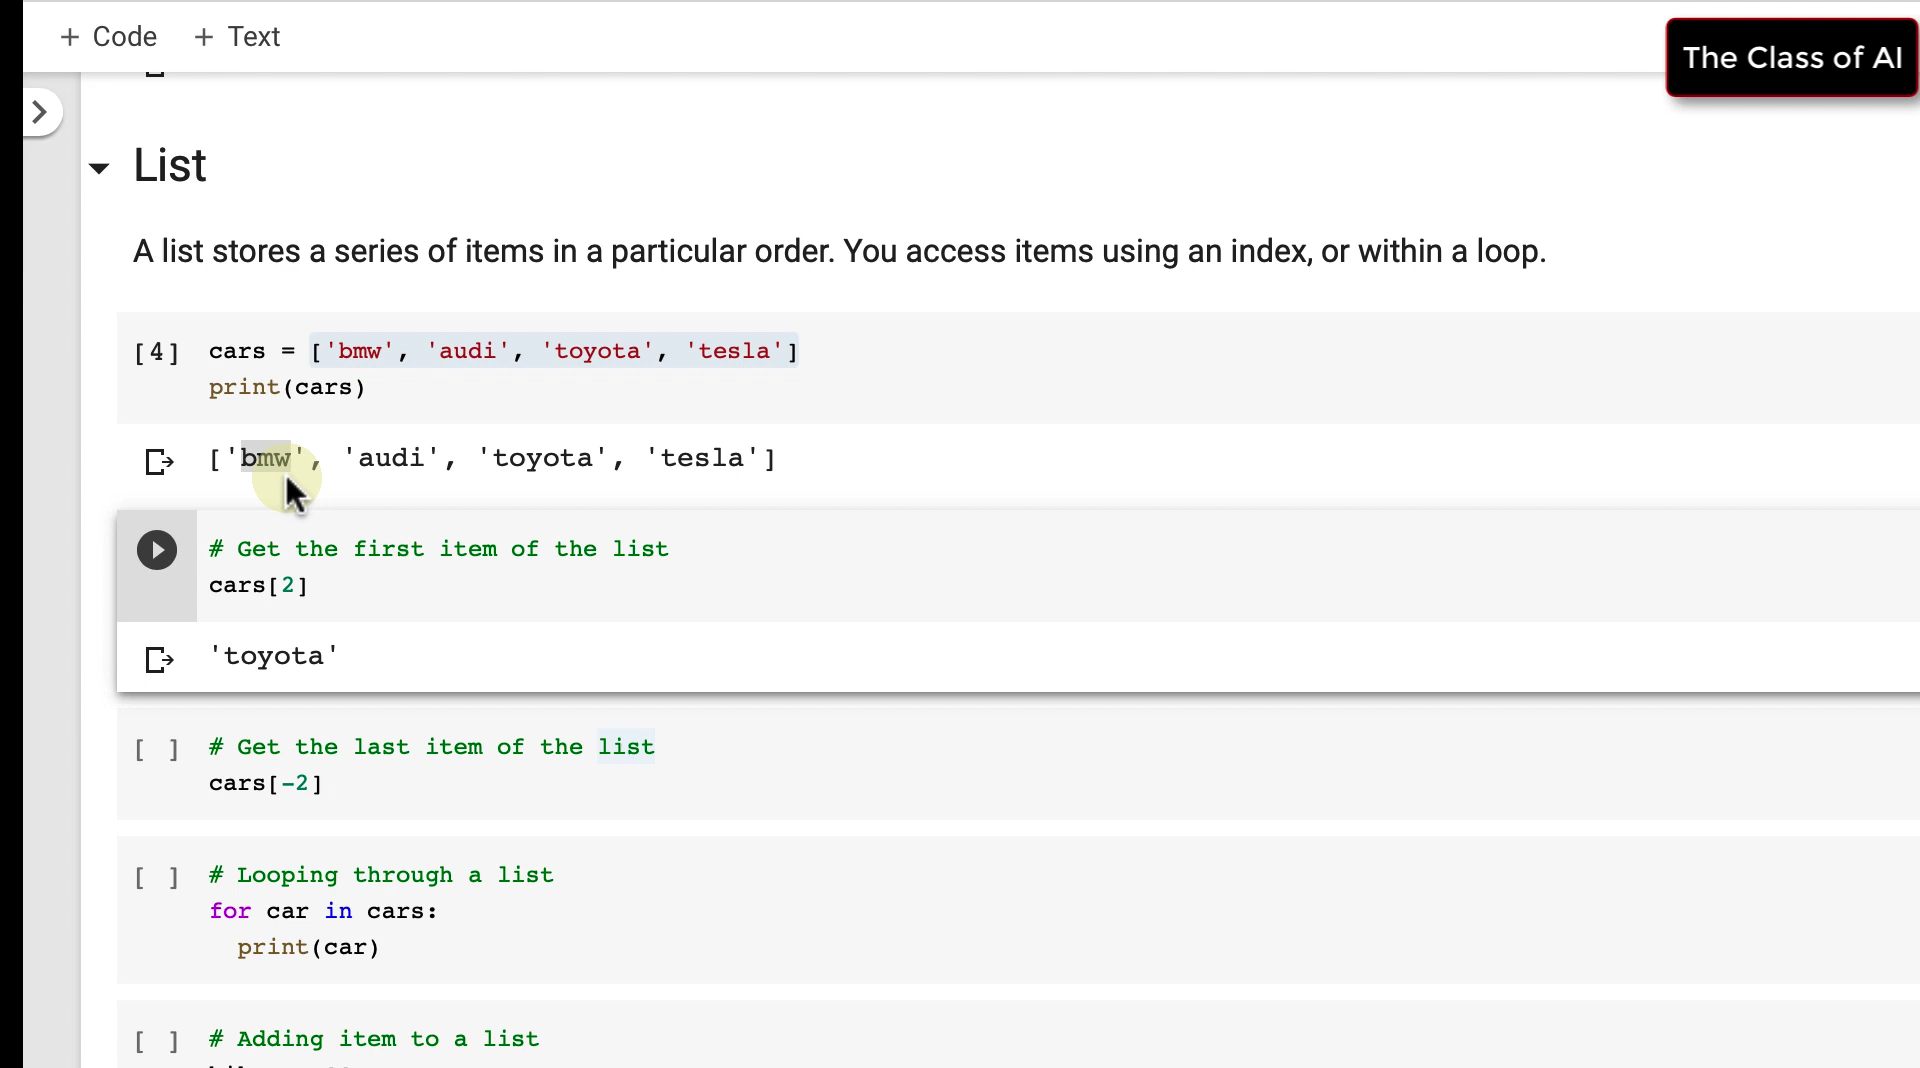 + Code + Text
The Class of AI
List
A list stores a series of items in a particular order. You access items using an index, or within a loop.
[4] cars = ['bmw', 'audi', 'toyota', 'tesla']
print(cars)
['bmw', 'audi', 'toyota', 'tesla']
# Get the first item of the list
cars[2]
'toyota'
[ ] # Get the last item of the list
cars[-2]
[ ] # Looping through a list
for car in cars:
print(car)
[ ] # Adding item to a list